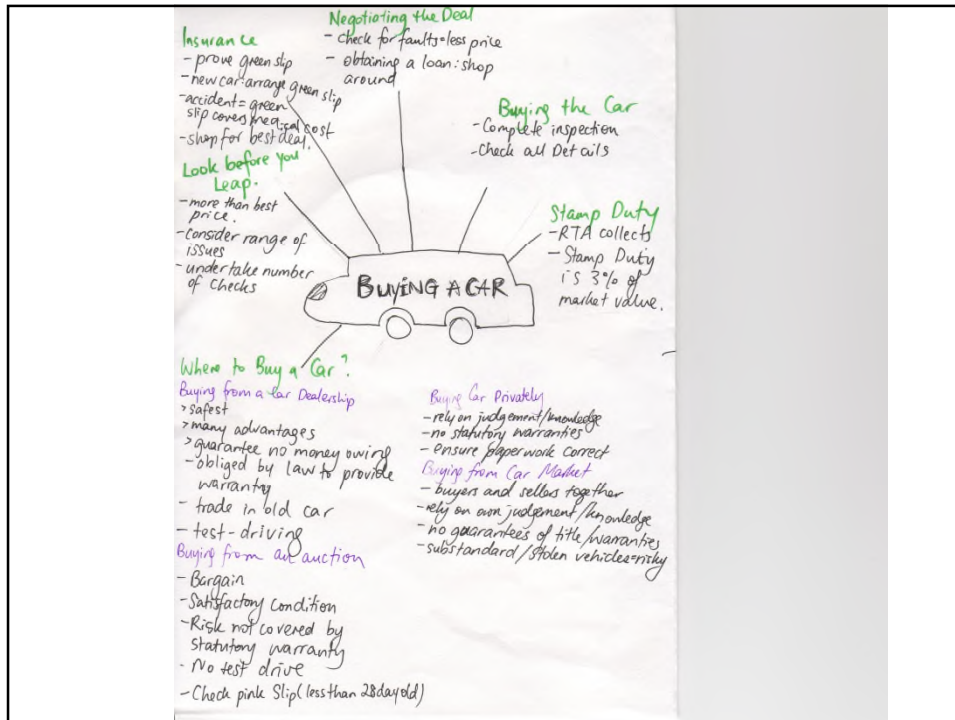 Negotiating the Deal
- check for faults=less price
- obtaining a loan: shop
around
Insurance
- prove green slip
- new car: arrange green slip
- accident = green
slip covers medical cost
- shop for best deal.
Buying the Car
- Complete inspection
- Check all Details
Look before you
Leap.
- more than best
price.
- consider range of
issues
- undertake number
of checks
Stamp Duty
- RTA collects
- Stamp Duty
is 3% of
market value.
BUYING A CAR
Where to Buy a Car?
Buying from a Car Dealership
> safest
> many advantages
> guarantee no money owing
- obliged by law to provide
warranty
- trade in old car
- test-driving
Buying from an auction
- Bargain
- Satisfactory condition
- Risk not covered by
statutory warranty
- No test drive
- Check pink Slip (less than 28 day old)
Buying Car Privately
- rely on judgement/knowledge
- no statutory warranties
- ensure paperwork correct
Buying from Car Market
- buyers and sellers together
- rely on own judgement/knowledge
- no guarantees of title/warranties
- substandard/stolen vehicles=risky